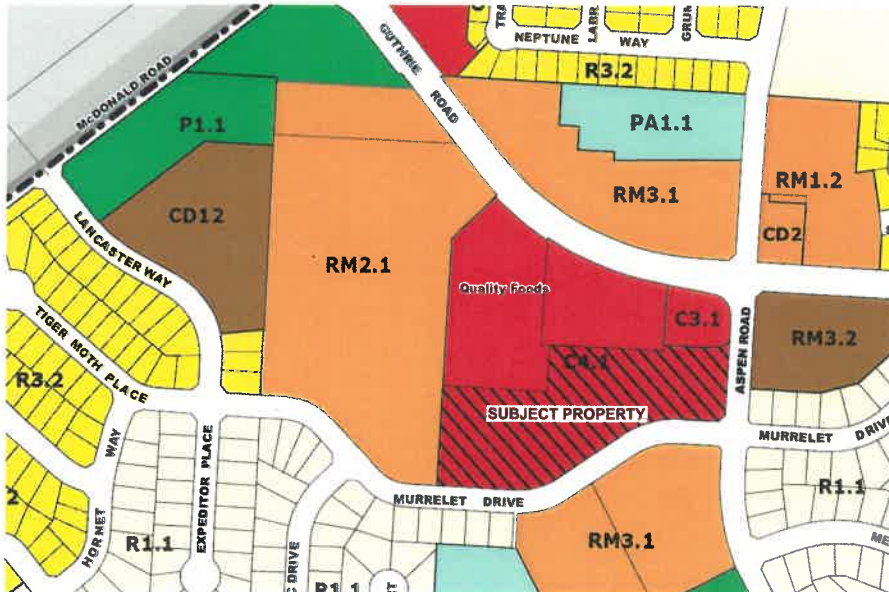 NEPTUNE WAY
GUTHRIE ROAD
R3.2
McDONALD ROAD
P1.1
PA1.1
RM3.1
RM1.2
CD12
CD2
LANCASTER WAY
RM2.1
Quality Foods
C3.1
RM3.2
TIGER MOTH PLACE
ASPEN ROAD
C4.1
R3.2
SUBJECT PROPERTY
MURRELET DRIVE
HORNET WAY
EXPEDITOR PLACE
MURRELET DRIVE
R1.1
2
R1.1
RM3.1
C DRIVE